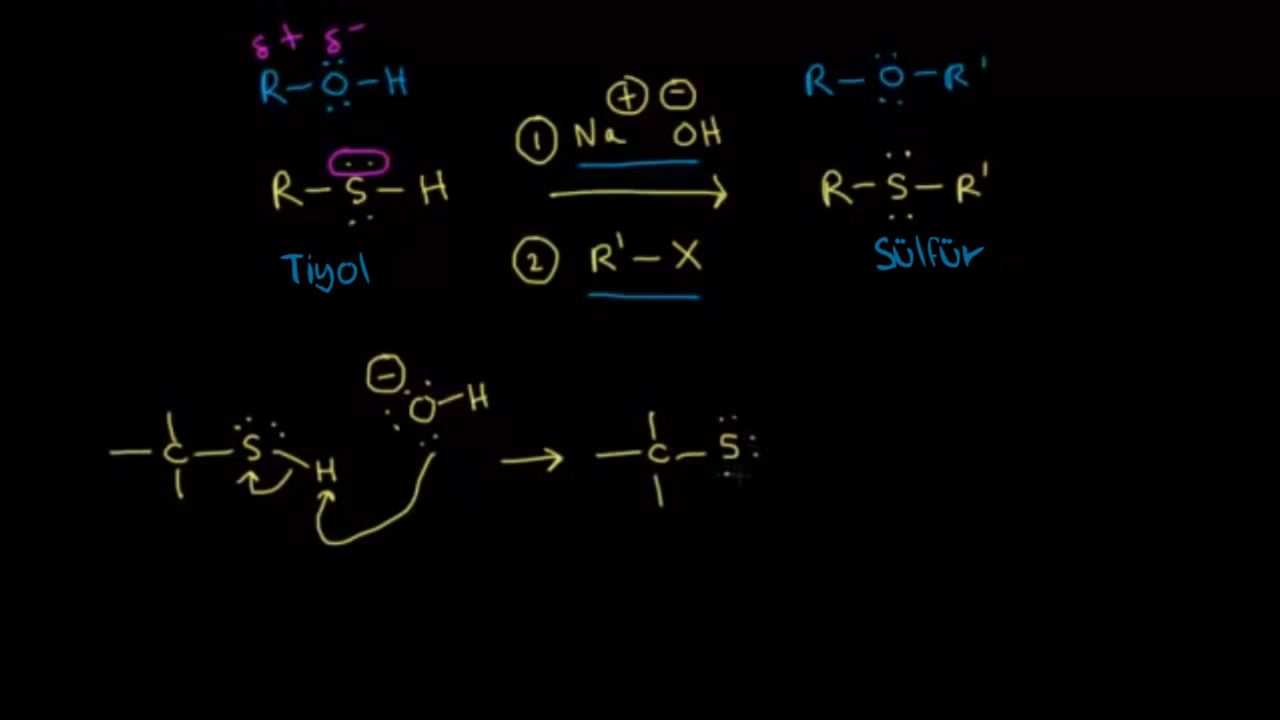 δ+ δ-
R-O-H
① Na⊕ OH⊖
R-O-R'
R-S-H
R-S-R'
Tiyol
② R'-X
Sülfür
⊖
-C-S-H O-H → -C-S